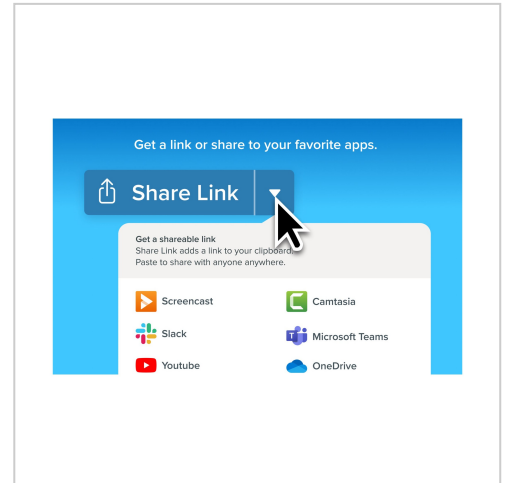 Get a link or share to your favorite apps.
Share Link
Get a shareable link
Share Link adds a link to your clipboard.
Paste to share with anyone anywhere.
Screencast
Camtasia
Slack
Microsoft Teams
Youtube
OneDrive